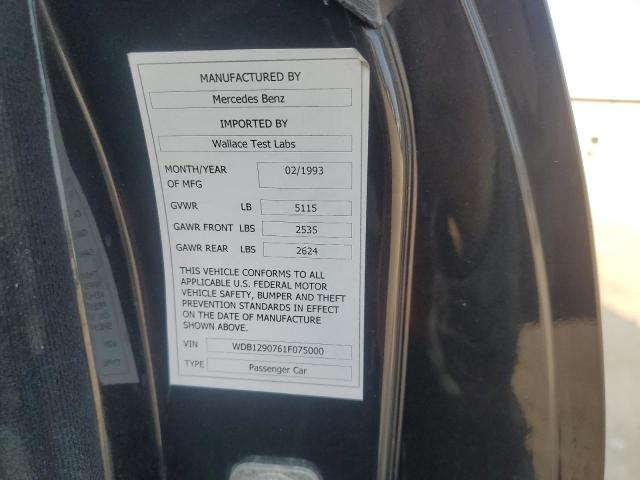 MANUFACTURED BY
Mercedes Benz
IMPORTED BY
Wallace Test Labs
MONTH/YEAR OF MFG 02/1993
GVWR LB 5115
GAWR FRONT LBS 2535
GAWR REAR LBS 2624
THIS VEHICLE CONFORMS TO ALL
APPLICABLE U.S. FEDERAL MOTOR
VEHICLE SAFETY, BUMPER AND THEFT
PREVENTION STANDARDS IN EFFECT
ON THE DATE OF MANUFACTURE
SHOWN ABOVE.
VIN WDB1290761F075000
TYPE Passenger Car